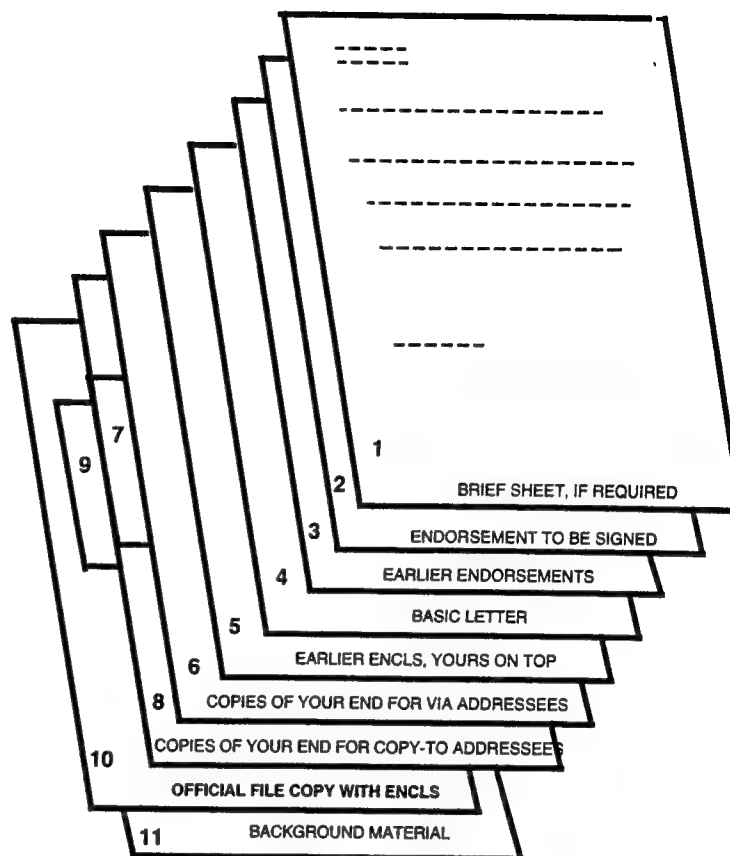 1
BRIEF SHEET, IF REQUIRED
2
ENDORSEMENT TO BE SIGNED
3
EARLIER ENDORSEMENTS
4
BASIC LETTER
5
EARLIER ENCLS, YOURS ON TOP
6
COPIES OF YOUR END FOR VIA ADDRESSEES
7
8
COPIES OF YOUR END FOR COPY-TO ADDRESSEES
9
10
OFFICIAL FILE COPY WITH ENCLS
11
BACKGROUND MATERIAL